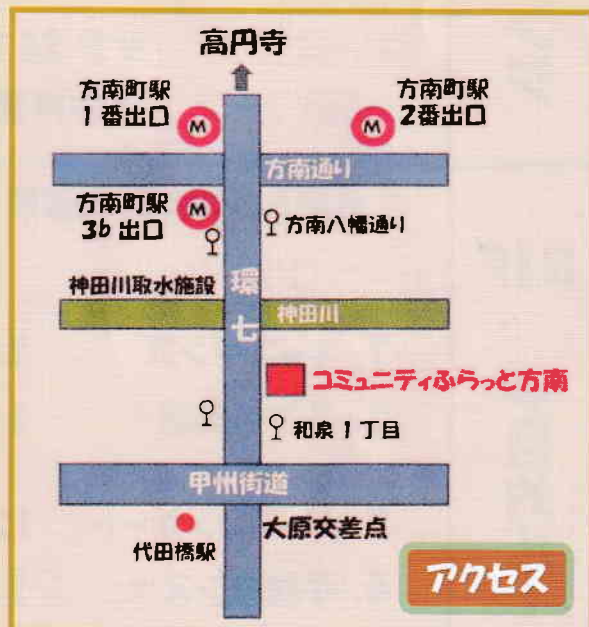 高円寺
方南町駅
1番出口
M
方南町駅
2番出口
M
方南通り
方南町駅
3b出口
M
方南八幡通り
環七
神田川取水施設
神田川
コミュニティふらっと方南
和泉1丁目
甲州街道
代田橋駅
大原交差点
アクセス